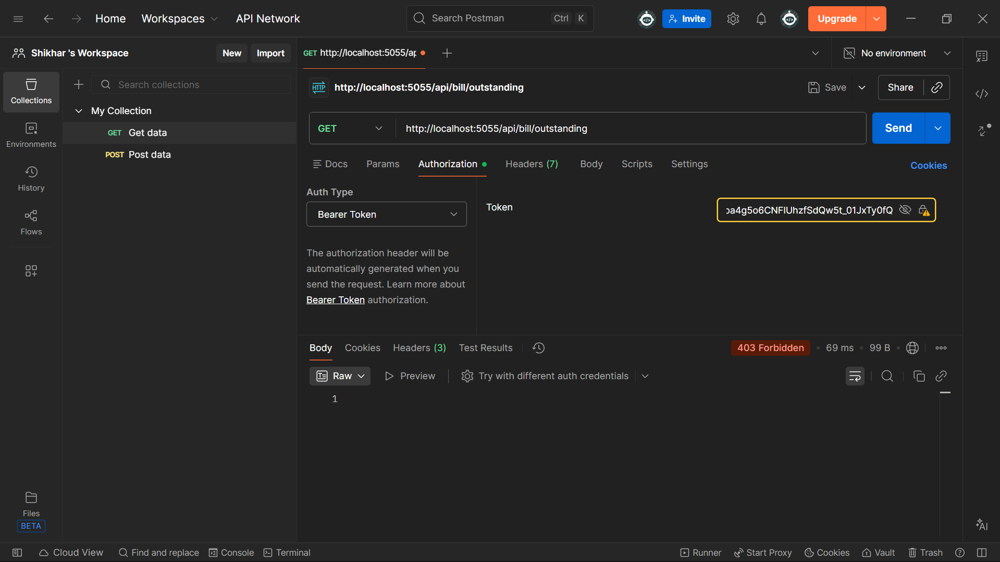 Home
Workspaces
API Network
Search Postman
Ctrl K
Invite
Upgrade
Shikhar 's Workspace
New
Import
GET http://localhost:5055/ap
No environment
Collections
Environments
History
Flows
Files
BETA
Search collections
My Collection
GET Get data
POST Post data
HTTP http://localhost:5055/api/bill/outstanding
Save
Share
GET
http://localhost:5055/api/bill/outstanding
Send
Docs
Params
Authorization
Headers (7)
Body
Scripts
Settings
Cookies
Auth Type
Bearer Token
The authorization header will be
automatically generated when you
send the request. Learn more about
Bearer Token authorization.
Token
oa4g5o6CNFlUhzfSdQw5t_01JxTy0fQ
Body
Cookies
Headers (3)
Test Results
403 Forbidden
69 ms
99 B
Raw
Preview
Try with different auth credentials
1
AI
Cloud View
Find and replace
Console
Terminal
Runner
Start Proxy
Cookies
Vault
Trash